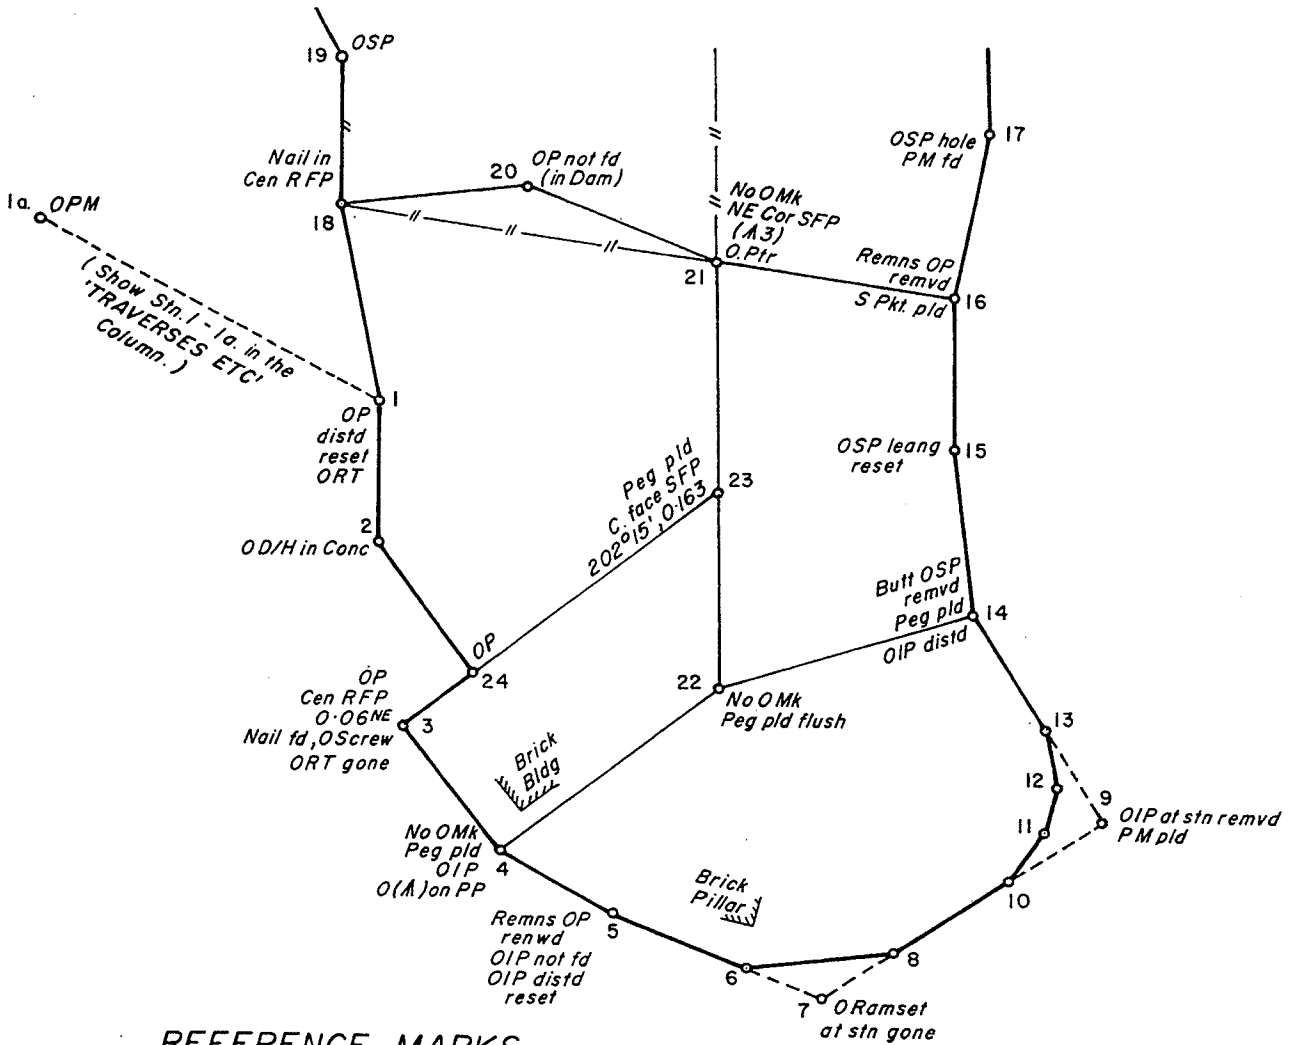 19
OSP
Nail in
Cen RFP
18
1a.
OPM
(Show Stn. 1 - 1a. in the
'TRAVERSES ETC'
Column.)
20
OP not fd
(in Dam)
No O Mk
NE Cor SFP
(⩚3)
O.Ptr
21
OSP hole
PM fd
17
Remns OP
removd
S Pkt. pld
16
1
OP
distd
reset
ORT
2
O D/H in Conc
Peg pld
C. face SFP
202°15', 0·163
23
OSP leang
reset
15
Butt OSP
remvd
Peg pld
OIP distd
14
OP
24
OP
Cen RFP
0·06NE
Nail fd, O Screw
ORT gone
3
22
No O Mk
Peg pld flush
Brick
Bldg
13
12
11
9
OIP at stn remvd
PM pld
10
No O Mk
Peg pld
OIP
O(⩚) on PP
4
Brick
Pillar
Remns OP
renwd
OIP not fd
OIP distd
reset
5
6
8
7
O Ramset
at stn gone
REFERENCE MARKS